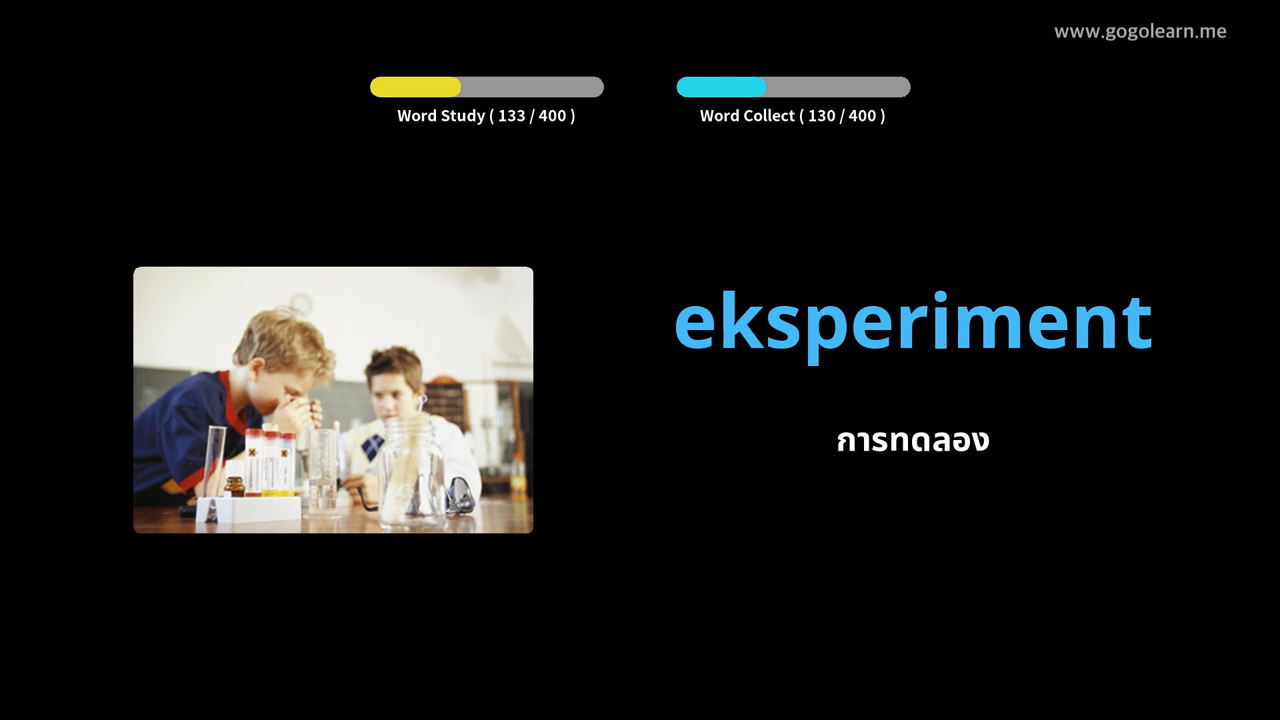 www.gogolearn.me
Word Study ( 133 / 400 )
Word Collect ( 130 / 400 )
eksperiment
การทดลอง